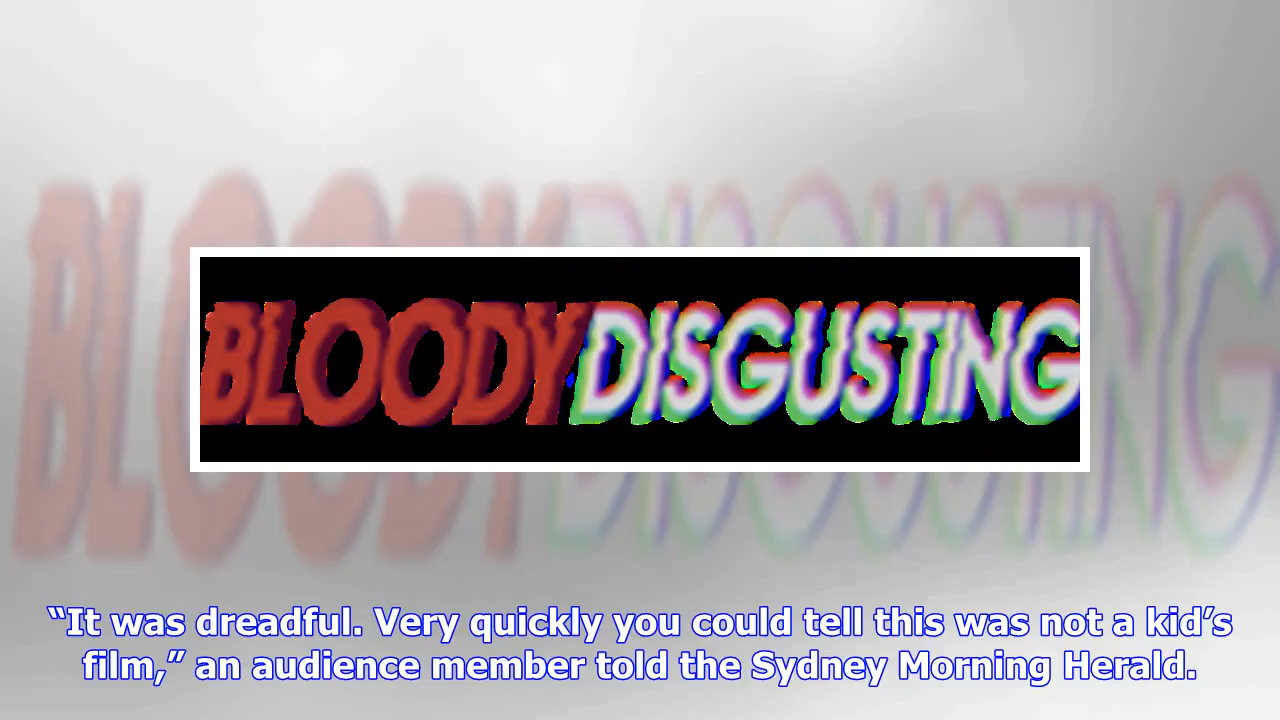 BLOODYDISGUSTING
“It was dreadful. Very quickly you could tell this was not a kid’s
film,” an audience member told the Sydney Morning Herald.